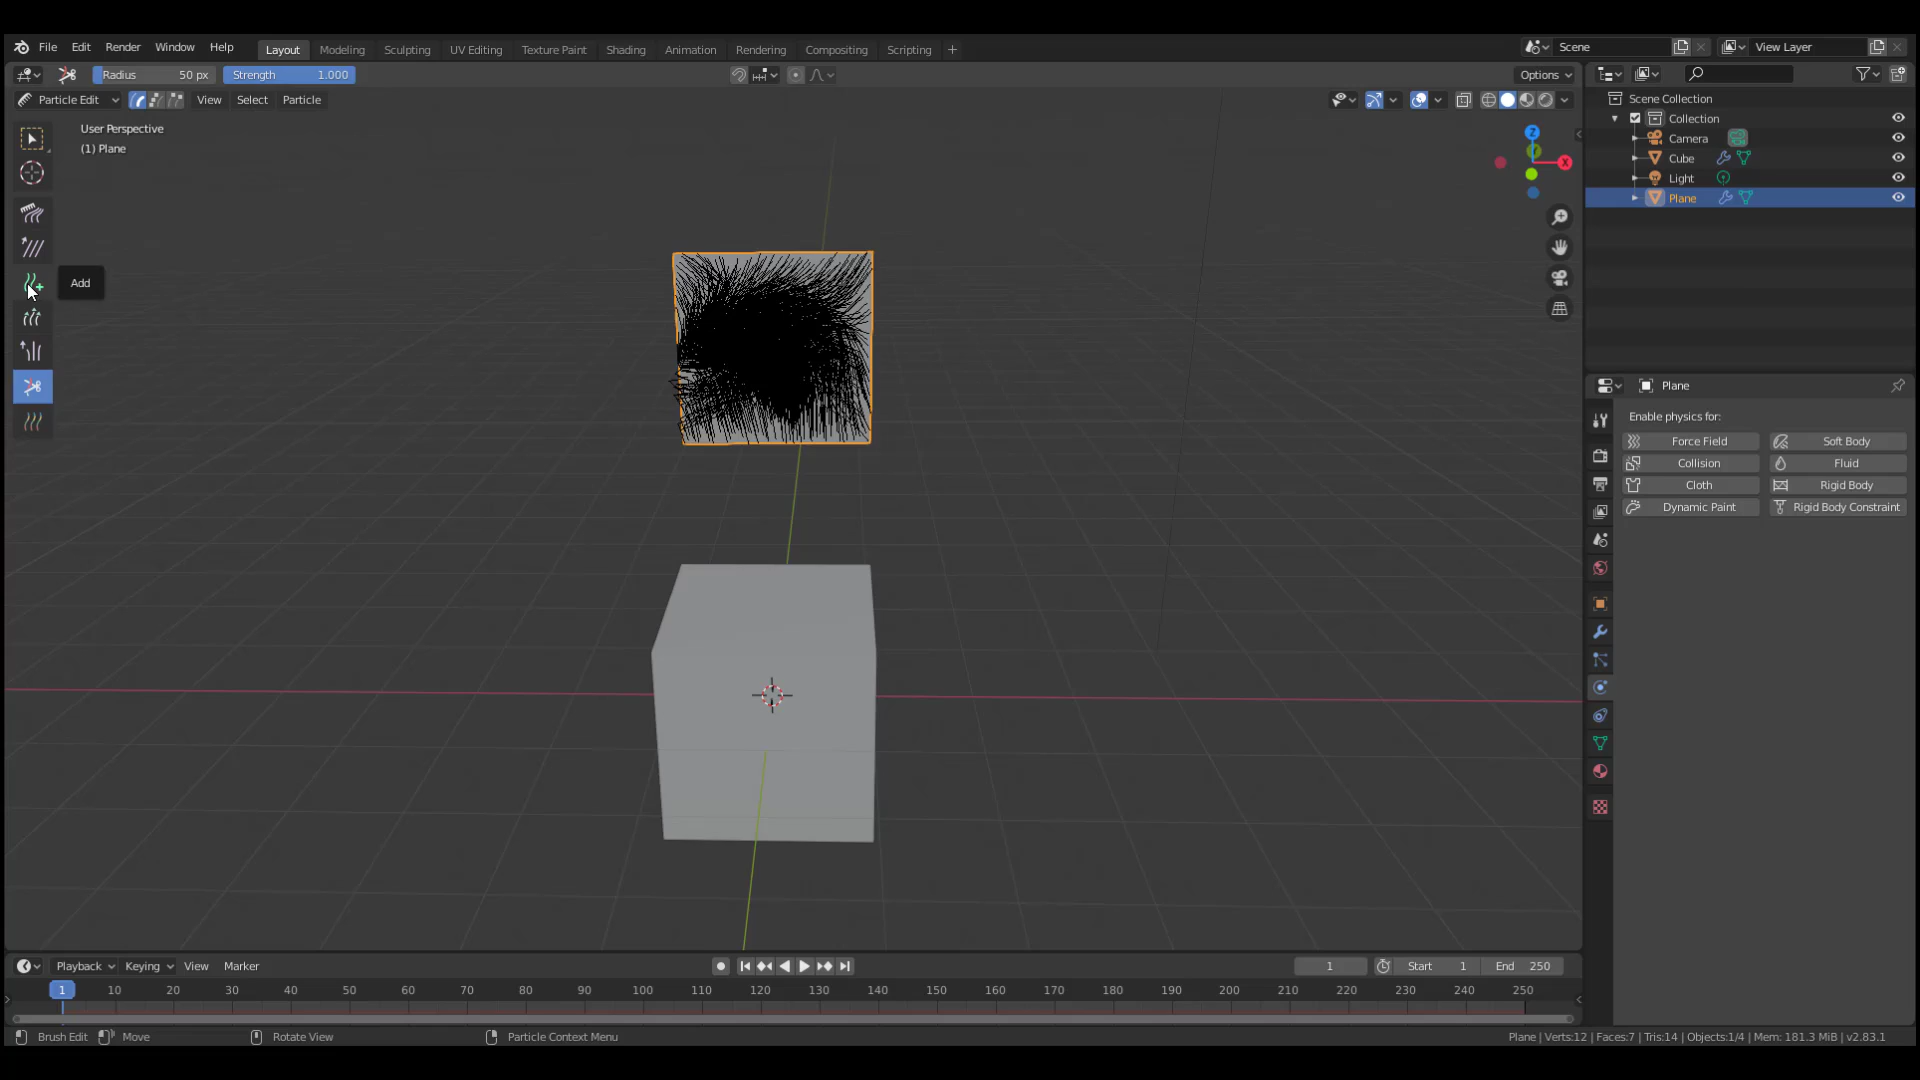 File Edit Render Window Help Layout Modeling Sculpting UV Editing Texture Paint Shading Animation Rendering Compositing Scripting + Scene View Layer
Radius 50 px Strength 1.000 Options
Particle Edit View Select Particle Scene Collection
Collection
User Perspective
(1) Plane
Camera
Cube
Light
Plane
Z
X
Add
Plane
Enable physics for:
Force Field Soft Body
Collision Fluid
Cloth Rigid Body
Dynamic Paint Rigid Body Constraint
Playback Keying View Marker 1 Start 1 End 250
1 10 20 30 40 50 60 70 80 90 100 110 120 130 140 150 160 170 180 190 200 210 220 230 240 250
Brush Edit Move Rotate View Particle Context Menu Plane | Verts:12 | Faces:7 | Tris:14 | Objects:1/4 | Mem: 181.3 MiB | v2.83.1